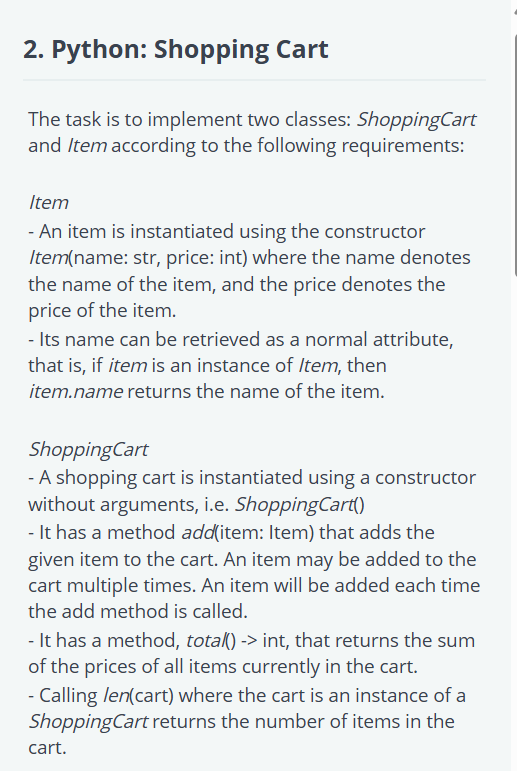 2. Python: Shopping Cart
The task is to implement two classes: ShoppingCart
and Item according to the following requirements:
Item
- An item is instantiated using the constructor
Item(name: str, price: int) where the name denotes
the name of the item, and the price denotes the
price of the item.
- Its name can be retrieved as a normal attribute,
that is, if item is an instance of Item, then
item.name returns the name of the item.
ShoppingCart
- A shopping cart is instantiated using a constructor
without arguments, i.e. ShoppingCart()
- It has a method add(item: Item) that adds the
given item to the cart. An item may be added to the
cart multiple times. An item will be added each time
the add method is called.
- It has a method, total() -> int, that returns the sum
of the prices of all items currently in the cart.
- Calling len(cart) where the cart is an instance of a
ShoppingCart returns the number of items in the
cart.